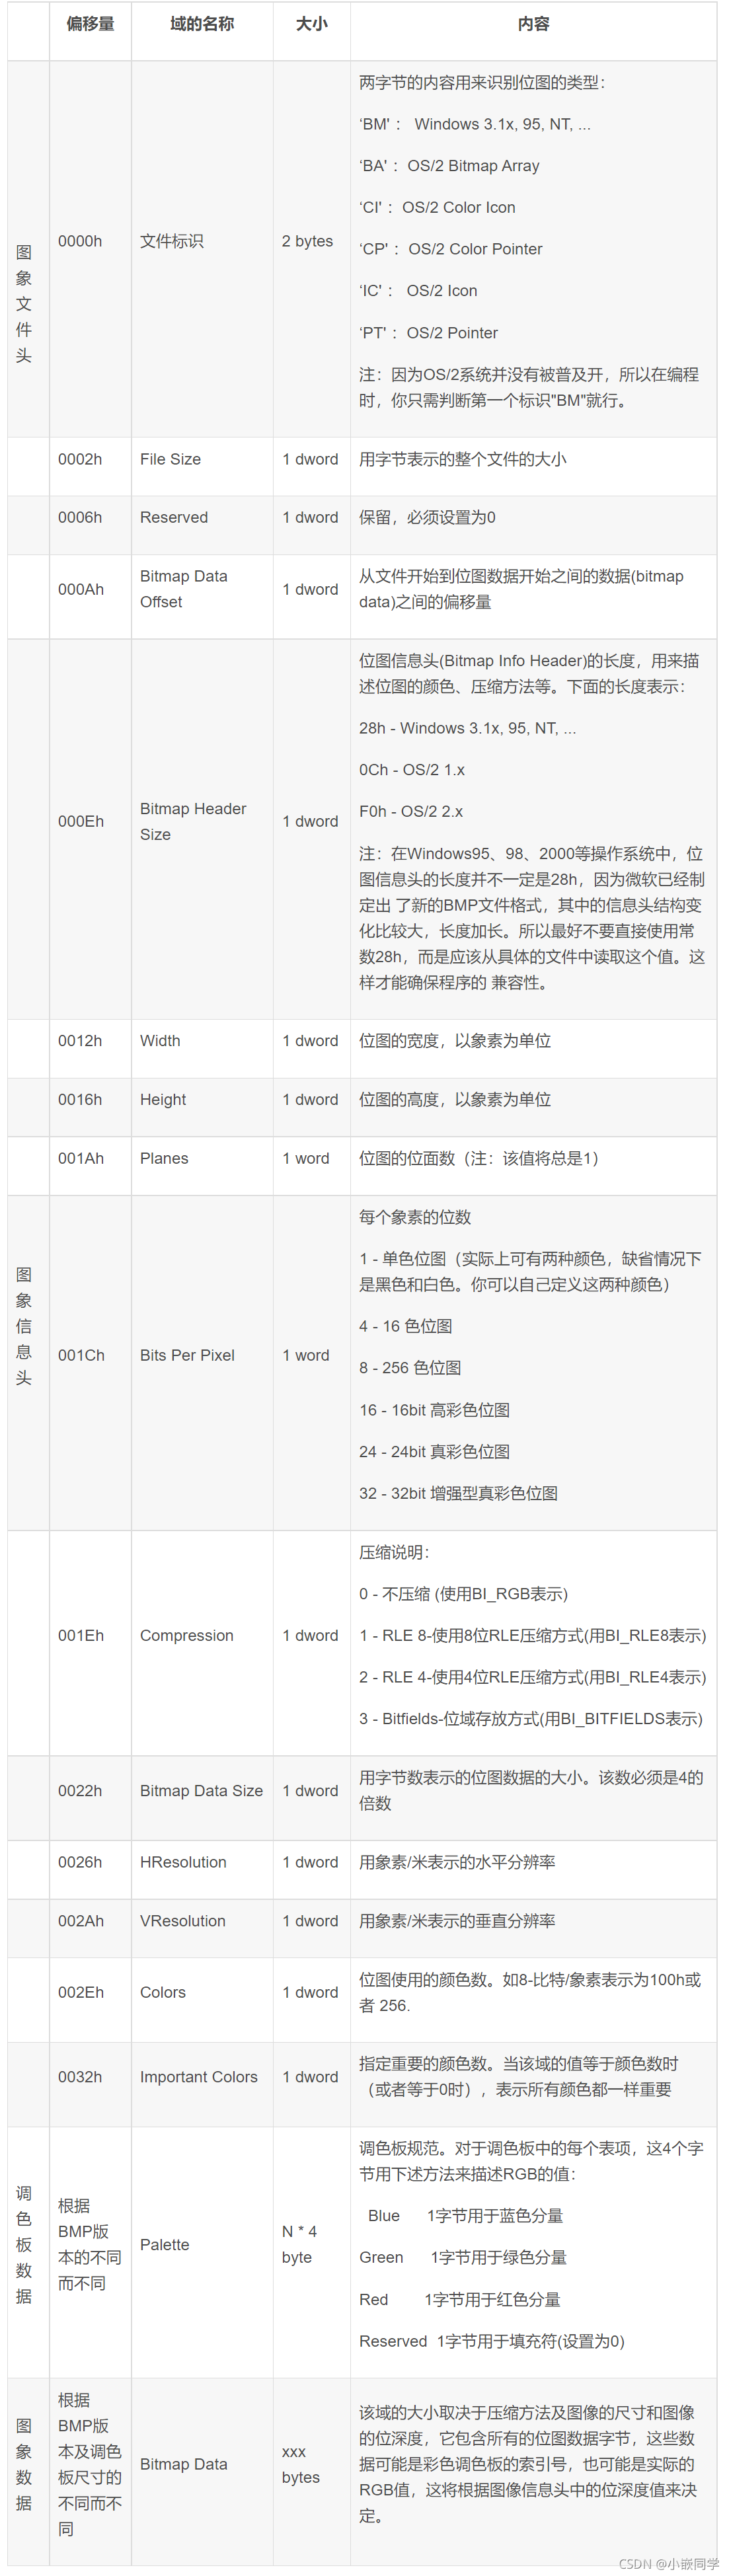 偏移量 域的名称 大小 内容
图
象
文
件
头
0000h 文件标识 2 bytes
两字节的内容用来识别位图的类型：
‘BM' ： Windows 3.1x, 95, NT, ...
‘BA' ：OS/2 Bitmap Array
‘CI' ：OS/2 Color Icon
‘CP' ：OS/2 Color Pointer
‘IC' ： OS/2 Icon
‘PT' ：OS/2 Pointer
注：因为OS/2系统并没有被普及开，所以在编程
时，你只需判断第一个标识"BM"就行。
0002h File Size 1 dword 用字节表示的整个文件的大小
0006h Reserved 1 dword 保留，必须设置为0
000Ah
Bitmap Data
Offset
1 dword
从文件开始到位图数据开始之间的数据(bitmap
data)之间的偏移量
000Eh
Bitmap Header
Size
1 dword
位图信息头(Bitmap Info Header)的长度，用来描
述位图的颜色、压缩方法等。下面的长度表示：
28h - Windows 3.1x, 95, NT, ...
0Ch - OS/2 1.x
F0h - OS/2 2.x
注：在Windows95、98、2000等操作系统中，位
图信息头的长度并不一定是28h，因为微软已经制
定出 了新的BMP文件格式，其中的信息头结构变
化比较大，长度加长。所以最好不要直接使用常
数28h，而是应该从具体的文件中读取这个值。这
样才能确保程序的 兼容性。
0012h Width 1 dword 位图的宽度，以象素为单位
0016h Height 1 dword 位图的高度，以象素为单位
001Ah Planes 1 word 位图的位面数（注：该值将总是1）
图
象
信
息
头
001Ch Bits Per Pixel 1 word
每个象素的位数
1 - 单色位图（实际上可有两种颜色，缺省情况下
是黑色和白色。你可以自己定义这两种颜色）
4 - 16 色位图
8 - 256 色位图
16 - 16bit 高彩色位图
24 - 24bit 真彩色位图
32 - 32bit 增强型真彩色位图
001Eh Compression 1 dword
压缩说明：
0 - 不压缩 (使用BI_RGB表示)
1 - RLE 8-使用8位RLE压缩方式(用BI_RLE8表示)
2 - RLE 4-使用4位RLE压缩方式(用BI_RLE4表示)
3 - Bitfields-位域存放方式(用BI_BITFIELDS表示)
0022h Bitmap Data Size 1 dword
用字节数表示的位图数据的大小。该数必须是4的
倍数
0026h HResolution 1 dword 用象素/米表示的水平分辨率
002Ah VResolution 1 dword 用象素/米表示的垂直分辨率
002Eh Colors 1 dword
位图使用的颜色数。如8-比特/象素表示为100h或
者 256.
0032h Important Colors 1 dword
指定重要的颜色数。当该域的值等于颜色数时
（或者等于0时），表示所有颜色都一样重要
调
色
板
数
据
根据
BMP版
本的不同
而不同
Palette
N * 4
byte
调色板规范。对于调色板中的每个表项，这4个字
节用下述方法来描述RGB的值：
Blue 1字节用于蓝色分量
Green 1字节用于绿色分量
Red 1字节用于红色分量
Reserved 1字节用于填充符(设置为0)
图
象
数
据
根据
BMP版
本及调色
板尺寸的
不同而不
同
Bitmap Data
xxx
bytes
该域的大小取决于压缩方法及图像的尺寸和图像
的位深度，它包含所有的位图数据字节，这些数
据可能是彩色调色板的索引号，也可能是实际的
RGB值，这将根据图像信息头中的位深度值来决
定。
CSDN @小嵌同学